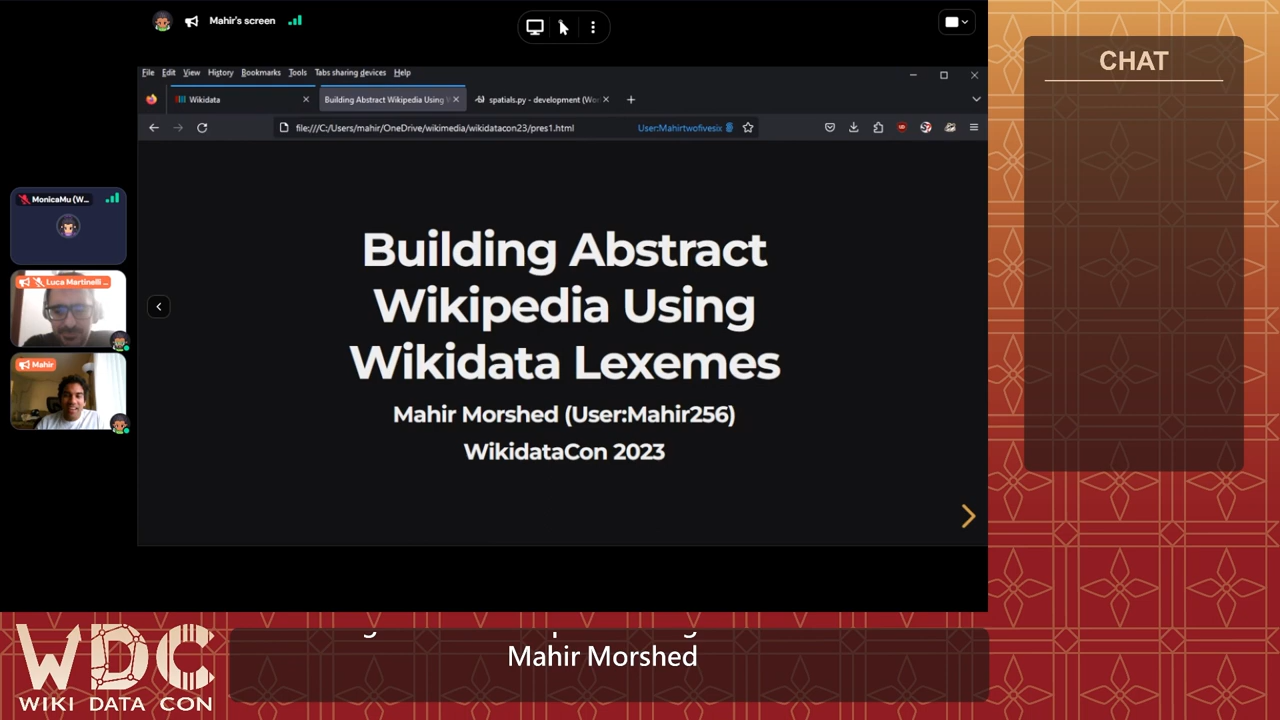 Mahir's screen
CHAT
File Edit View History Bookmarks Tools Tabs sharing devices Help
Wikidata
Building Abstract Wikipedia Using
spatials.py - development
file:///C:/Users/mahir/OneDrive/wikimedia/wikidatacon23/pres1.html
User:Mahirtwofivesix
MonicaMu (W...
Luca Martinelli ...
Mahir
Building Abstract
Wikipedia Using
Wikidata Lexemes
Mahir Morshed (User:Mahir256)
WikidataCon 2023
WDC
WIKI DATA CON
Mahir Morshed